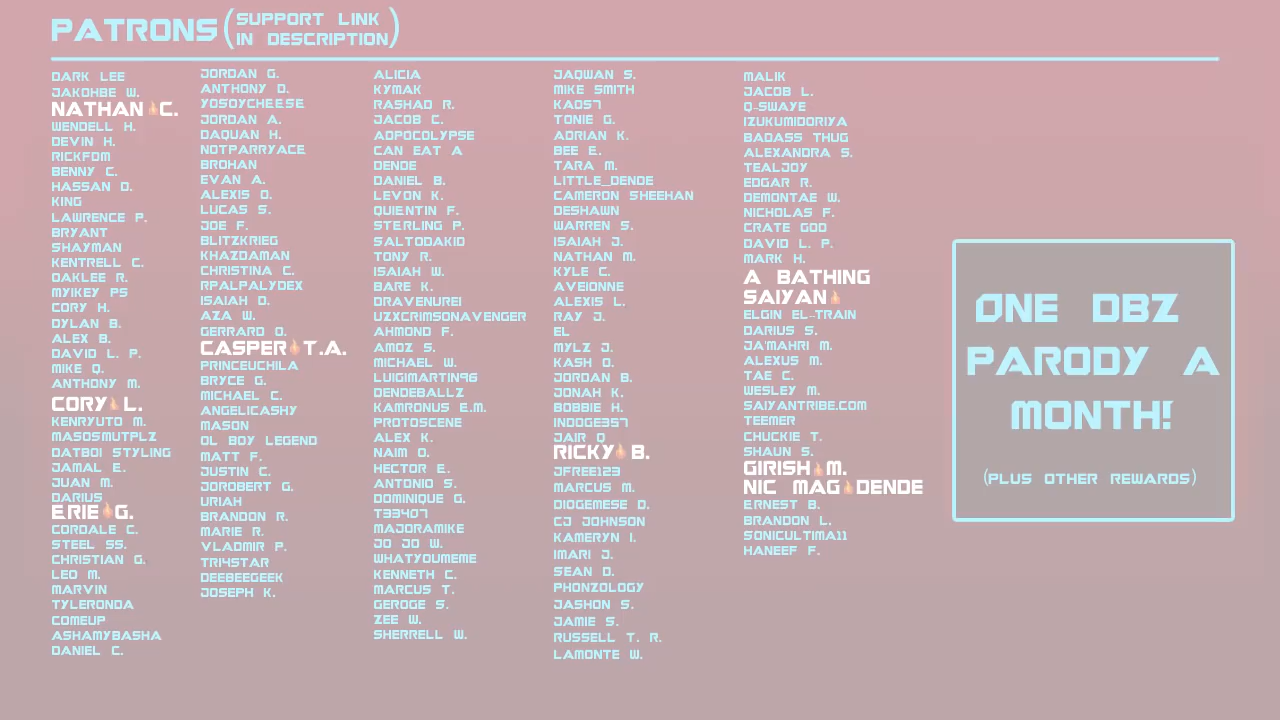 PATRONS (SUPPORT LINK
IN DESCRIPTION)
DARK LEE
JAKOHBE W.
NATHAN C.
WENDELL H.
DEVIN H.
RICKFDM
BENNY C.
HASSAN D.
KING
LAWRENCE P.
BRYANT
SHAYMAN
KENTRELL C.
OAKLEE R.
MYIKEY PS
CORY H.
DYLAN B.
ALEX B.
DAVID L. P.
MIKE Q.
ANTHONY M.
CORY L.
KENRYUTO M.
MASOSMUTPLZ
DATBOI STYLING
JAMAL E.
JUAN M.
DARIUS
ERIE G.
CORDALE C.
STEEL SS.
CHRISTIAN G.
LEO M.
MARVIN
TYLERONDA
COMEUP
ASHAMYBASHA
DANIEL C.
JORDAN G.
ANTHONY D.
YOSOYCHEESE
JORDAN A.
DAQUAN H.
NOTPARRYACE
BROHAN
EVAN A.
ALEXIS D.
LUCAS S.
JOE F.
BLITZKRIEG
KHAZDAMAN
CHRISTINA C.
RPALPALYDEX
ISAIAH D.
AZA W.
GERRARD O.
CASPER T.A.
PRINCEUCHILA
BRYCE G.
MICHAEL C.
ANGELICASHY
MASON
OL BOY LEGEND
MATT F.
JUSTIN C.
JOROBERT G.
URIAH
BRANDON R.
MARIE R.
VLADMIR P.
TRI4STAR
DEEBEEGEEK
JOSEPH K.
ALICIA
KYMAK
RASHAD R.
JACOB C.
ADPOCOLYPSE
CAN EAT A
DENDE
DANIEL B.
LEVON K.
QUIENTIN F.
STERLING P.
SALTODAKID
TONY R.
ISAIAH W.
BARE K.
DRAVENUREI
UZXCRIMSONAVENGER
AHMOND F.
AMOZ S.
MICHAEL W.
LUIGIMARTIN96
DENDEBALLZ
KAMRONUS E.M.
PROTOSCENE
ALEX K.
NAIM O.
HECTOR E.
ANTONIO S.
DOMINIQUE G.
T33407
MAJORAMIKE
JO JO W.
WHATYOUMEME
KENNETH C.
MARCUS T.
GEROGE S.
ZEE W.
SHERRELL W.
JAQWAN S.
MIKE SMITH
KAOS7
TONIE G.
ADRIAN K.
BEE E.
TARA M.
LITTLE_DENDE
CAMERON SHEEHAN
DESHAWN
WARREN S.
ISAIAH J.
NATHAN M.
KYLE C.
AVEIONNE
ALEXIS L.
RAY J.
EL
MYLZ J.
KASH O.
JORDAN B.
JONAH K.
BOBBIE H.
INDOGE357
JAIR Q
RICKY B.
JFREE123
MARCUS M.
DIOGEMESE D.
CJ JOHNSON
KAMERYN I.
IMARI J.
SEAN D.
PHONZOLOGY
JASHON S.
JAMIE S.
RUSSELL T. R.
LAMONTE W.
MALIK
JACOB L.
Q-SWAYE
IZUKUMIDORIYA
BADASS THUG
ALEXANDRA S.
TEALJOY
EDGAR R.
DEMONTAE W.
NICHOLAS F.
CRATE GOD
DAVID L. P.
MARK H.
A BATHING
SAIYAN
ELGIN EL-TRAIN
DARIUS S.
JA'MAHRI M.
ALEXUS M.
TAE C.
WESLEY M.
SAIYANTRIBE.COM
TEEMER
CHUCKIE T.
SHAUN S.
GIRISH M.
NIC MAG DENDE
ERNEST B.
BRANDON L.
SONICULTIMA11
HANEEF F.
ONE DBZ
PARODY A
MONTH!
(PLUS OTHER REWARDS)